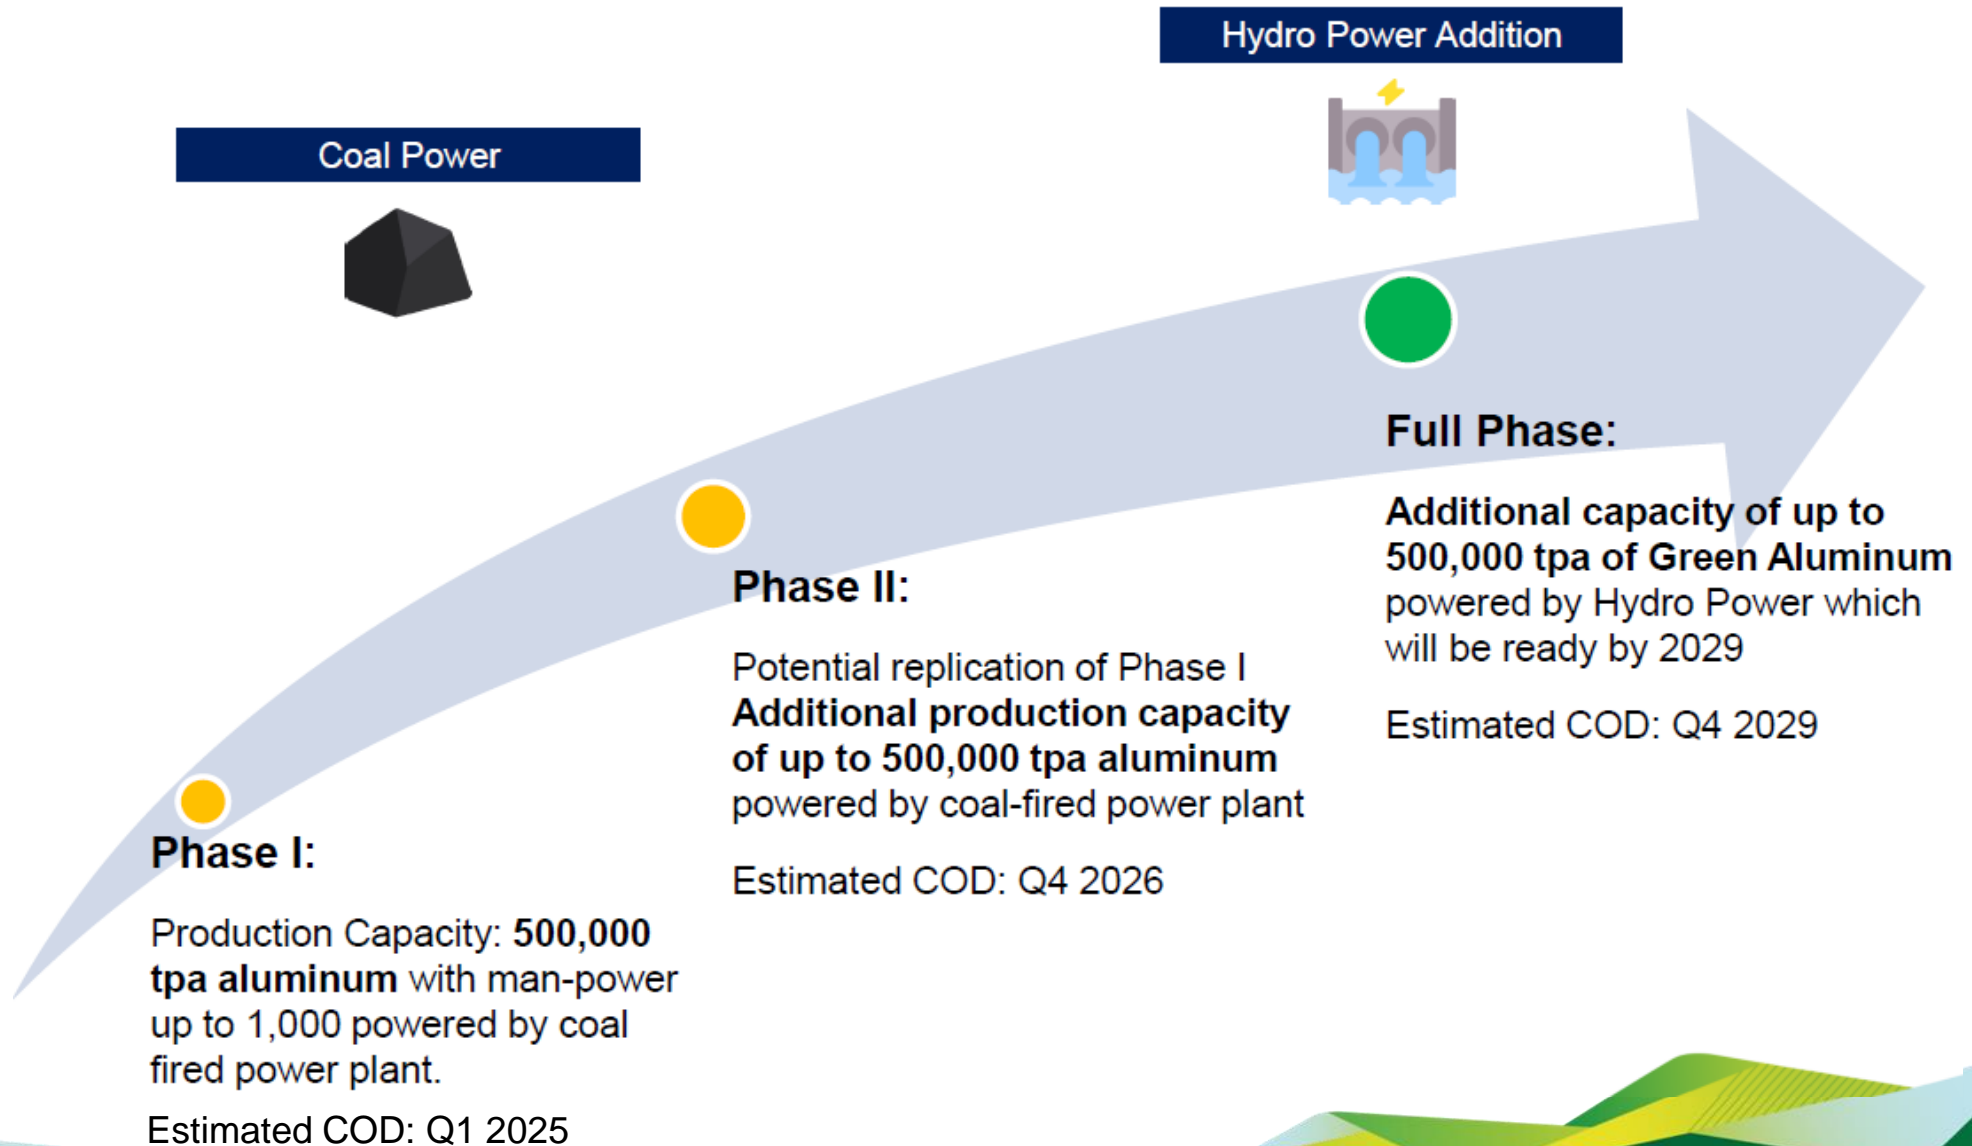 Hydro Power Addition
Coal Power
Full Phase:
Additional capacity of up to
500,000 tpa of Green Aluminum
powered by Hydro Power which
will be ready by 2029
Estimated COD: Q4 2029
Phase II:
Potential replication of Phase I
Additional production capacity
of up to 500,000 tpa aluminum
powered by coal-fired power plant
Estimated COD: Q4 2026
Phase I:
Production Capacity: 500,000
tpa aluminum with man-power
up to 1,000 powered by coal
fired power plant.
Estimated COD: Q1 2025